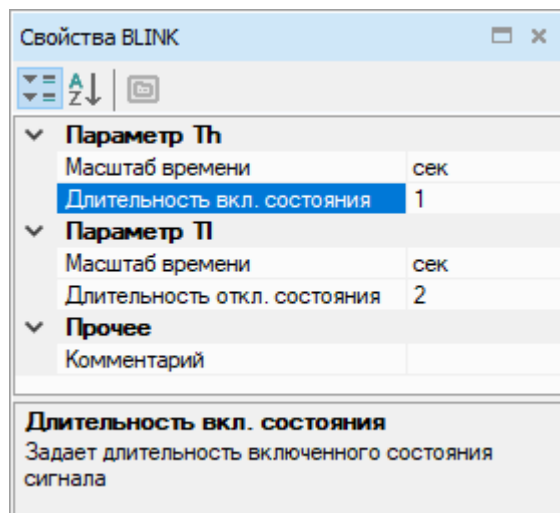 Свойства BLINK
A
Z
Параметр Th
Масштаб времени сек
Длительность вкл. состояния 1
Параметр Tl
Масштаб времени сек
Длительность откл. состояния 2
Прочее
Комментарий
Длительность вкл. состояния
Задает длительность включенного состояния
сигнала